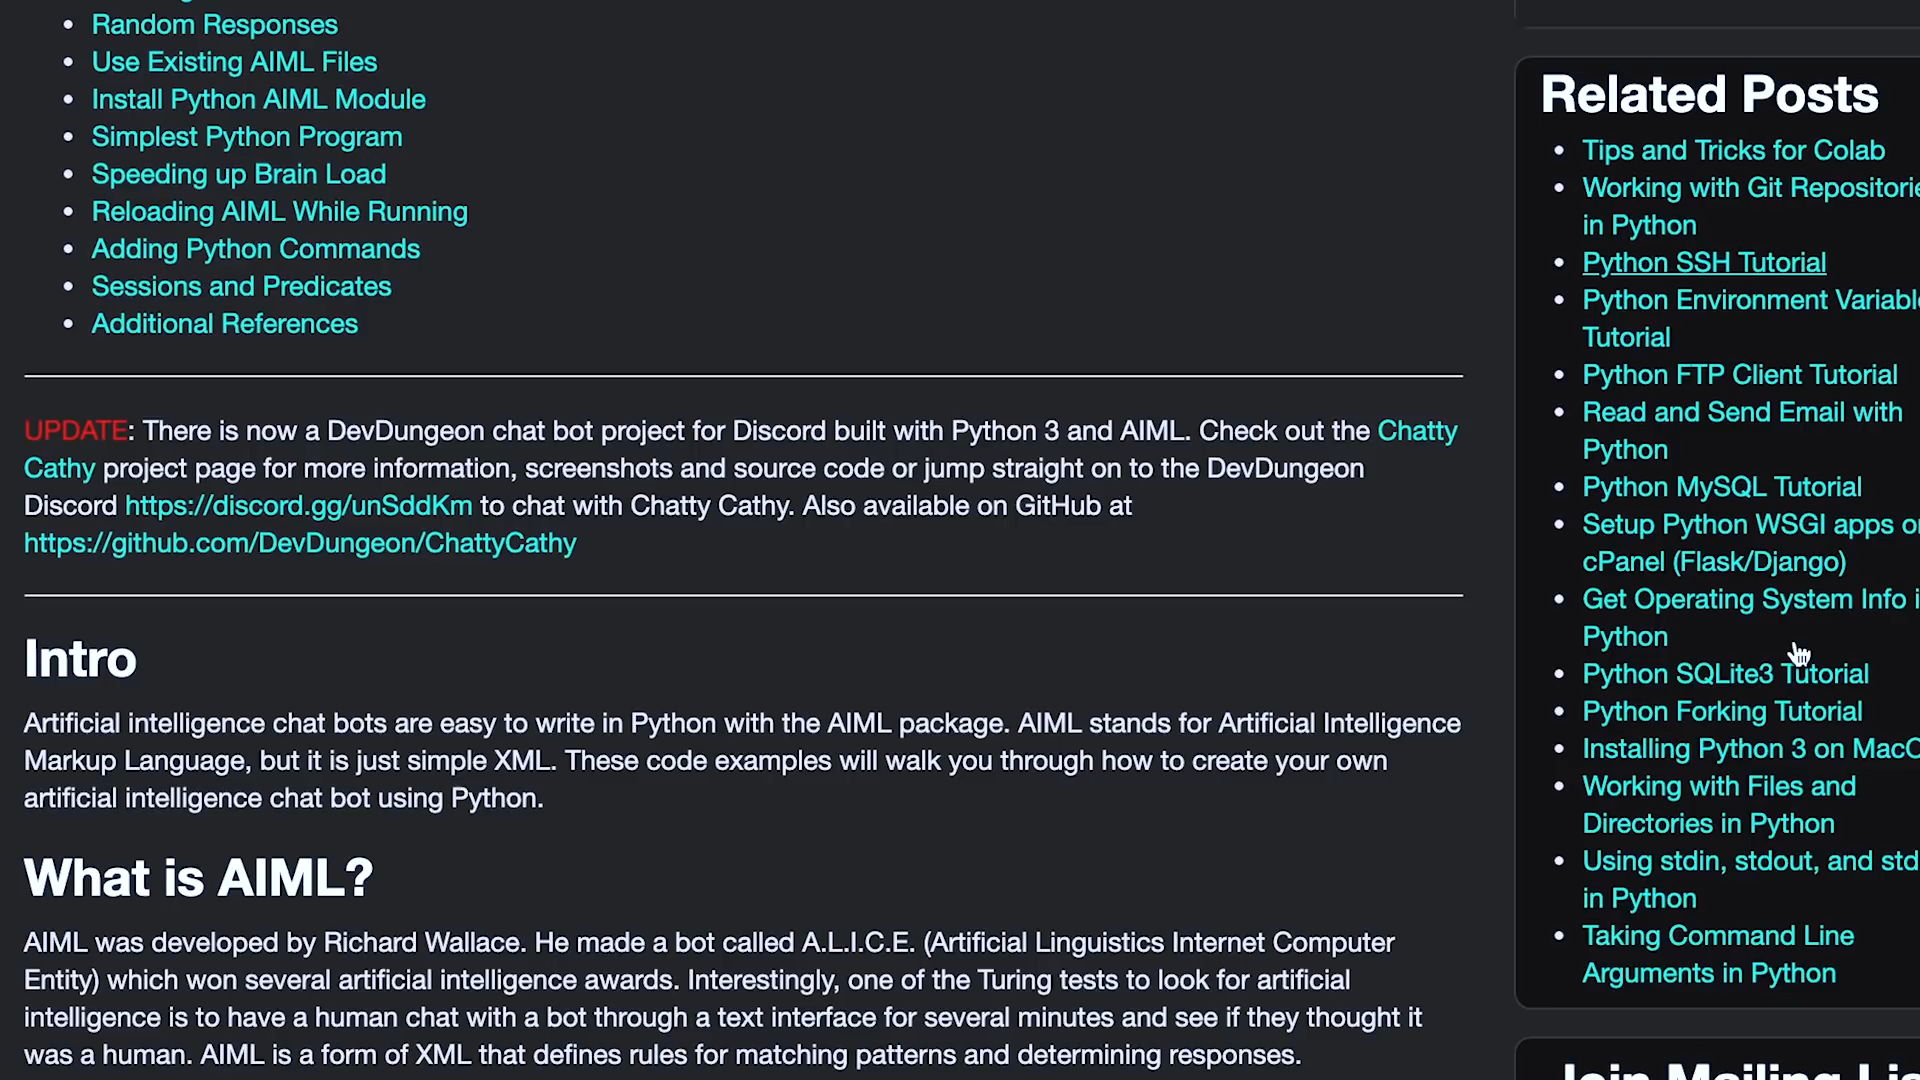 Random Responses
Use Existing AIML Files
Install Python AIML Module
Simplest Python Program
Speeding up Brain Load
Reloading AIML While Running
Adding Python Commands
Sessions and Predicates
Additional References
UPDATE: There is now a DevDungeon chat bot project for Discord built with Python 3 and AIML. Check out the Chatty
Cathy project page for more information, screenshots and source code or jump straight on to the DevDungeon
Discord https://discord.gg/unSddKm to chat with Chatty Cathy. Also available on GitHub at
https://github.com/DevDungeon/ChattyCathy
Intro
Artificial intelligence chat bots are easy to write in Python with the AIML package. AIML stands for Artificial Intelligence
Markup Language, but it is just simple XML. These code examples will walk you through how to create your own
artificial intelligence chat bot using Python.
What is AIML?
AIML was developed by Richard Wallace. He made a bot called A.L.I.C.E. (Artificial Linguistics Internet Computer
Entity) which won several artificial intelligence awards. Interestingly, one of the Turing tests to look for artificial
intelligence is to have a human chat with a bot through a text interface for several minutes and see if they thought it
was a human. AIML is a form of XML that defines rules for matching patterns and determining responses.
Related Posts
Tips and Tricks for Colab
Working with Git Repositorie
in Python
Python SSH Tutorial
Python Environment Variabl
Tutorial
Python FTP Client Tutorial
Read and Send Email with
Python
Python MySQL Tutorial
Setup Python WSGI apps o
cPanel (Flask/Django)
Get Operating System Info i
Python
Python SQLite3 Tutorial
Python Forking Tutorial
Installing Python 3 on MacO
Working with Files and
Directories in Python
Using stdin, stdout, and std
in Python
Taking Command Line
Arguments in Python
Join Mailing Lis